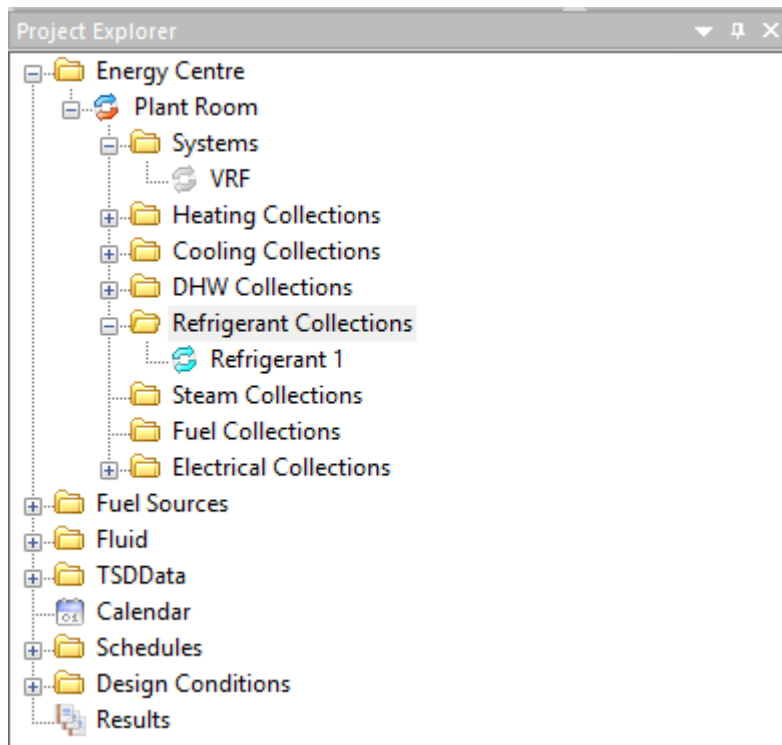 Project Explorer
Energy Centre
Plant Room
Systems
VRF
Heating Collections
Cooling Collections
DHW Collections
Refrigerant Collections
Refrigerant 1
Steam Collections
Fuel Collections
Electrical Collections
Fuel Sources
Fluid
TSDData
Calendar
Schedules
Design Conditions
Results